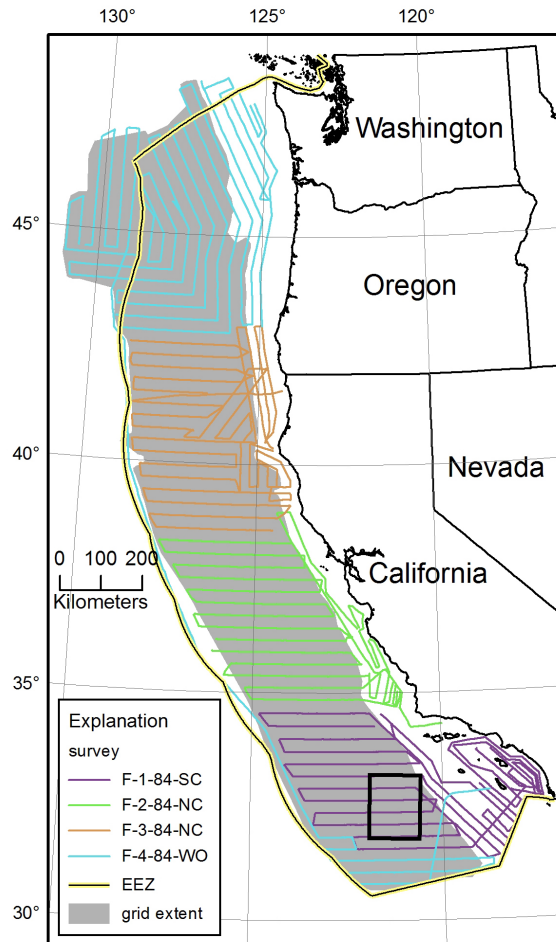 130° 125° 120°
Washington
45°
Oregon
40°
Nevada
0 100 200
Kilometers
California
35°
Explanation
survey
F-1-84-SC
F-2-84-NC
F-3-84-NC
F-4-84-WO
EEZ
grid extent
30°